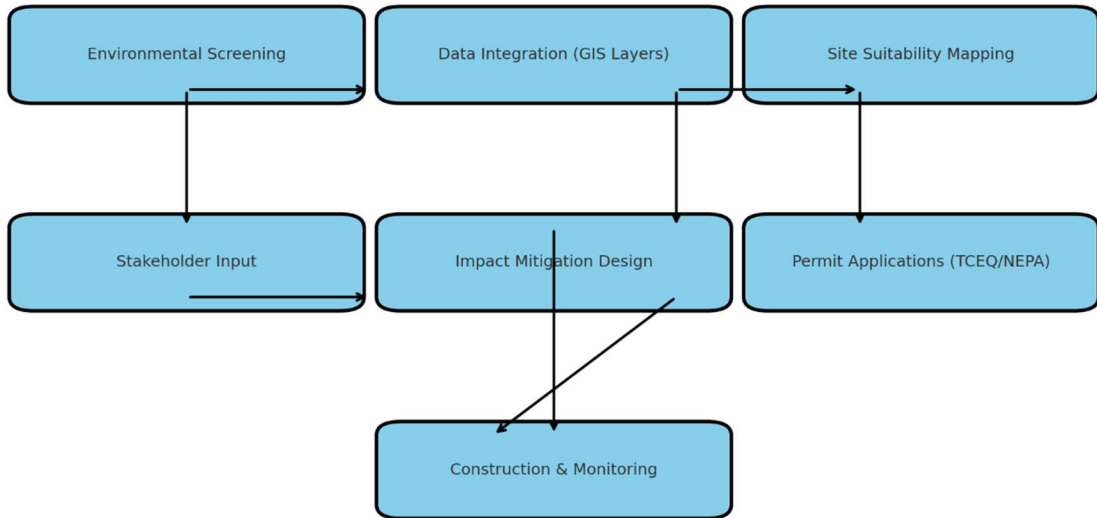 Environmental Screening
Data Integration (GIS Layers)
Site Suitability Mapping
Stakeholder Input
Impact Mitigation Design
Permit Applications (TCEQ/NEPA)
Construction & Monitoring